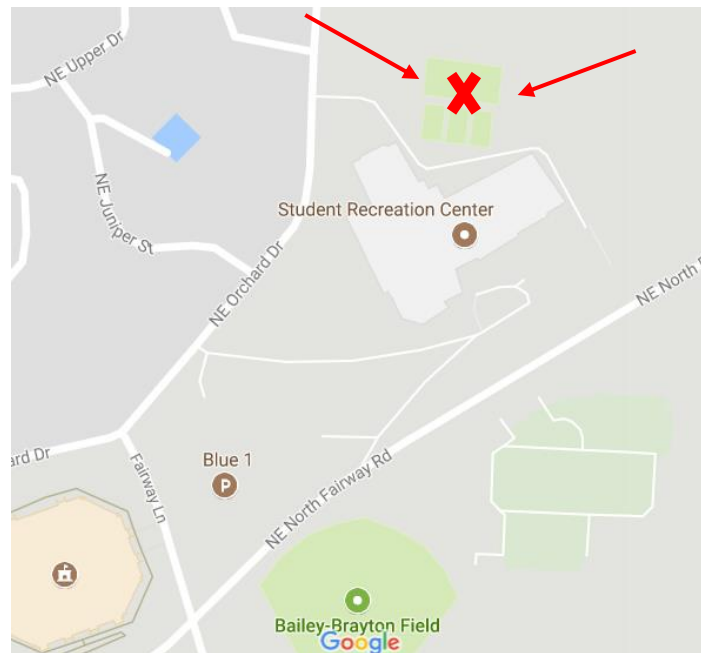 NE Upper Dr
NE Juniper St
Student Recreation Center
NE Orchard Dr
NE North
ard Dr
Blue 1
P
Fairway Ln
NE North Fairway Rd
Bailey-Brayton Field
Google